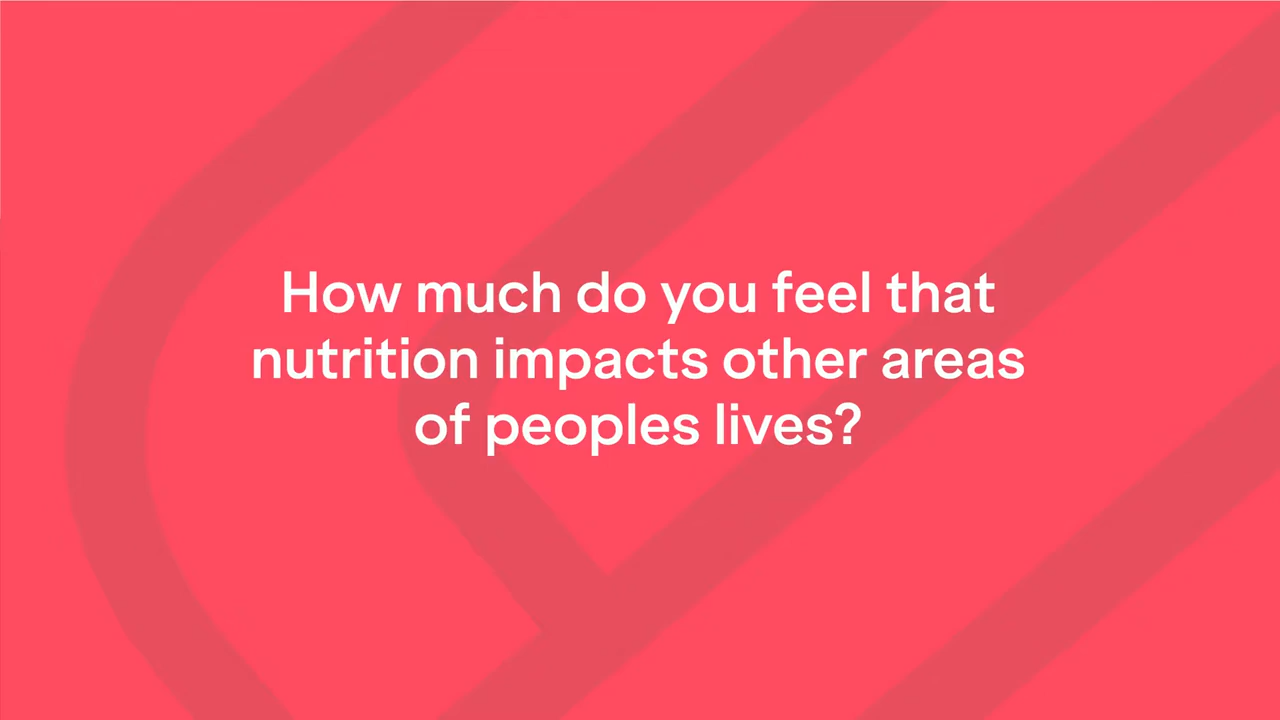 How much do you feel that
nutrition impacts other areas
of peoples lives?